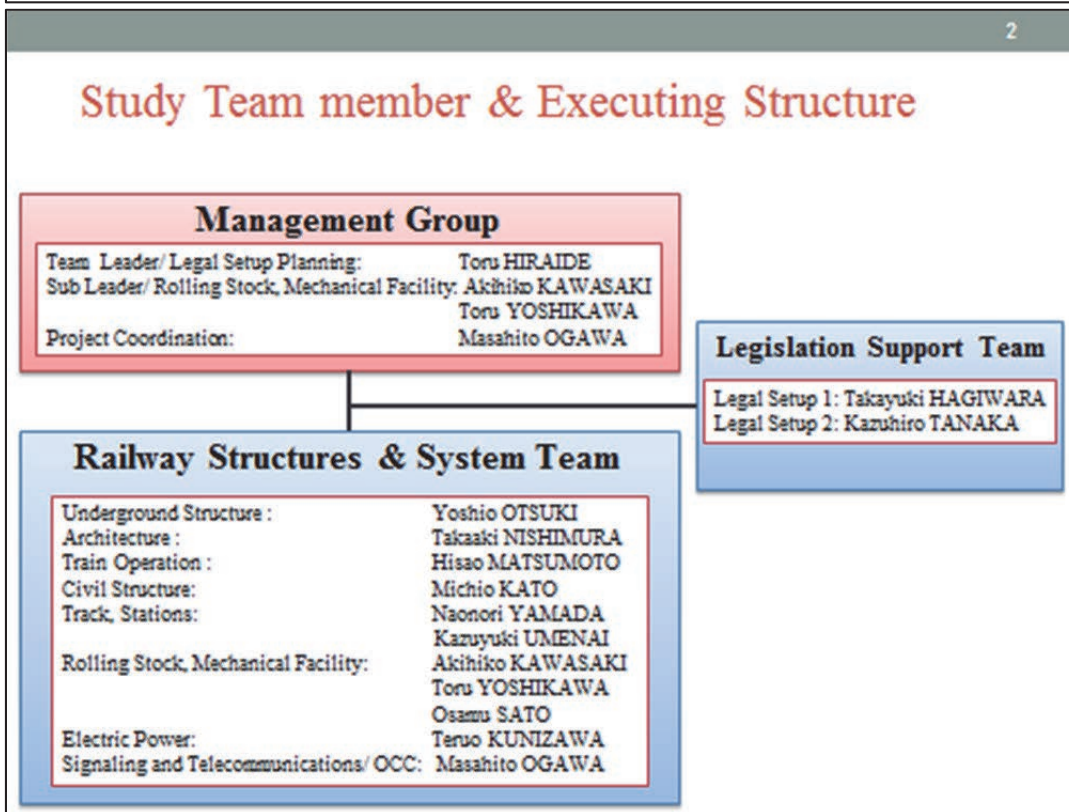 2
Study Team member & Executing Structure
Management Group
Team Leader/ Legal Setup Planning: Toru HIRAIDE
Sub Leader/ Rolling Stock, Mechanical Facility: Akihiko KAWASAKI
Toru YOSHIKAWA
Project Coordination: Masahito OGAWA
Legislation Support Team
Legal Setup 1: Takayuki HAGIWARA
Legal Setup 2: Kazuhiro TANAKA
Railway Structures & System Team
Underground Structure : Yoshio OTSUKI
Architecture : Takaaki NISHIMURA
Train Operation : Hisao MATSUMOTO
Civil Structure: Michio KATO
Track, Stations: Naonori YAMADA
Kazuyuki UMENAI
Rolling Stock, Mechanical Facility: Akihiko KAWASAKI
Toru YOSHIKAWA
Osamu SATO
Electric Power: Teruo KUNIZAWA
Signaling and Telecommunications/ OCC: Masahito OGAWA